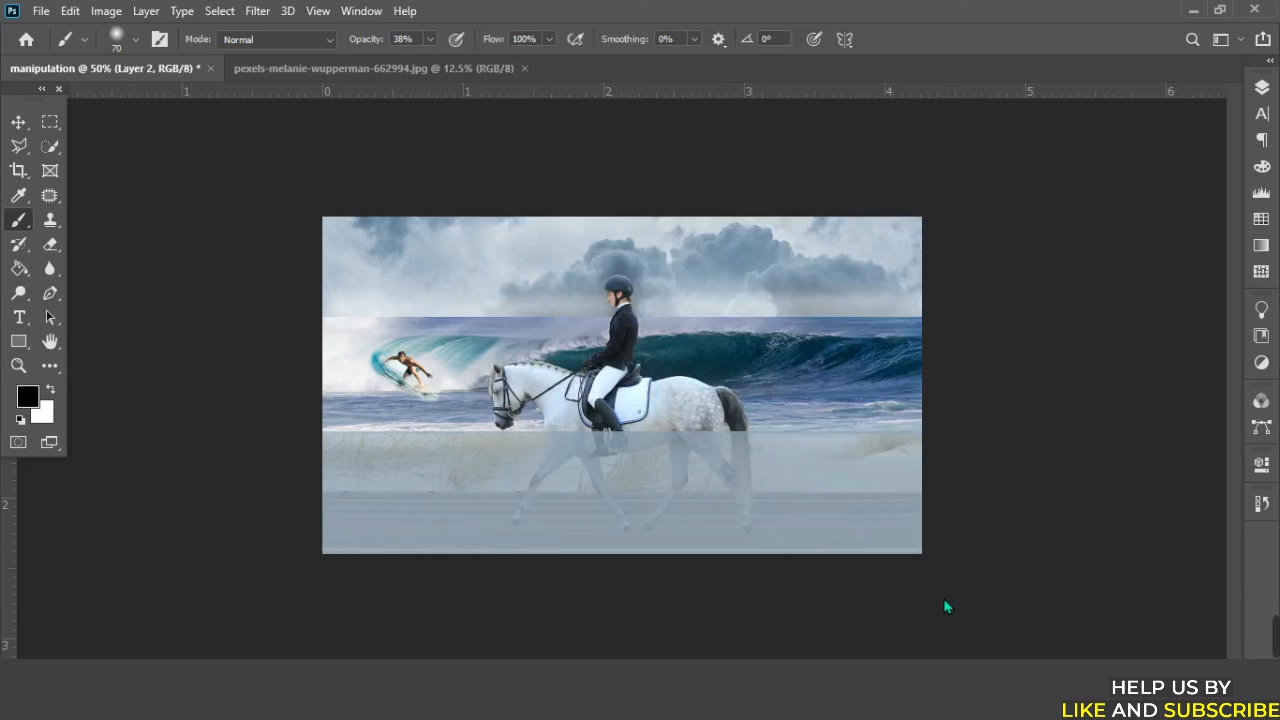 Ps File Edit Image Layer Type Select Filter 3D View Window Help
70 Mode: Normal Opacity: 38% Flow: 100% Smoothing: 0% 0°
manipulation @ 50% (Layer 2, RGB/8) * × pexels-melanie-wupperman-662994.jpg @ 12.5% (RGB/8) ×
1 0 1 2 3 4 5 6
2
3
HELP US BY
LIKE AND SUBSCRIBE